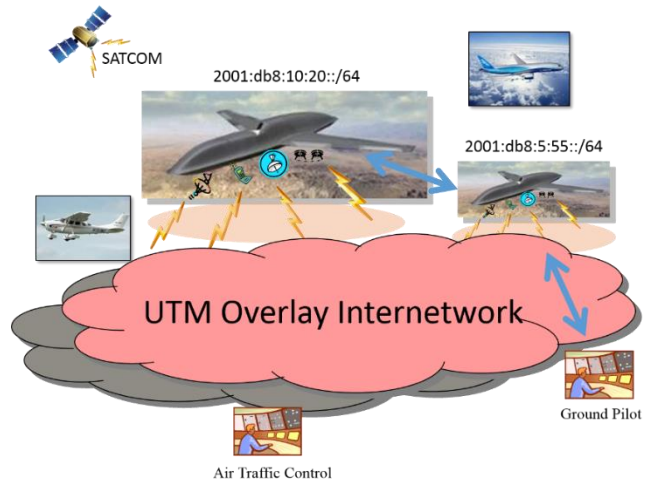 SATCOM
2001:db8:10:20::/64
2001:db8:5:55::/64
UTM Overlay Internetwork
Ground Pilot
Air Traffic Control